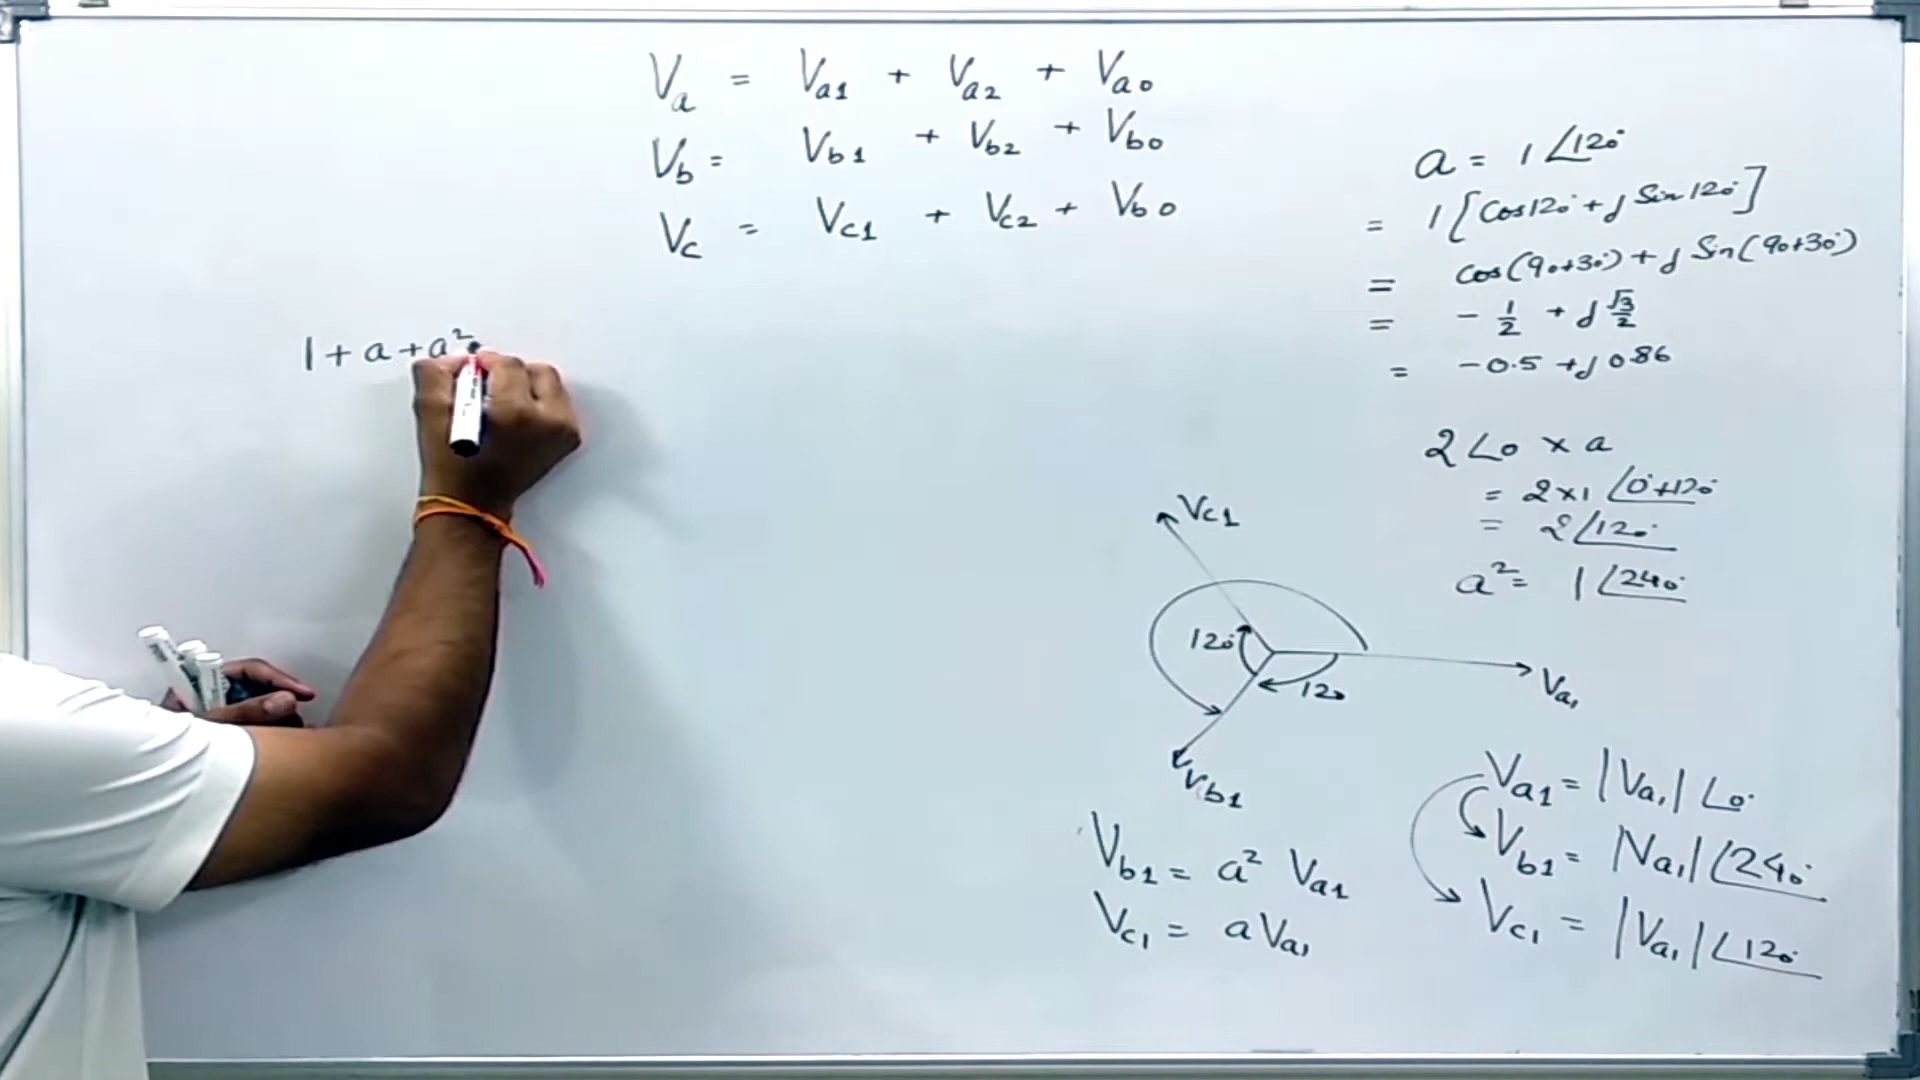 Va = Va1 + Va2 + Va0
Vb = Vb1 + Vb2 + Vb0
Vc = Vc1 + Vc2 + Vb0
1 + a + a²
a = 1 ∠120°
= 1 [Cos120° + j Sin 120°]
= cos(90+30°) + j Sin(90+30°)
= - 1/2 + j √3/2
= -0.5 + j 0.86
2 ∠0 × a
= 2×1 ∠0°+120°
= 2 ∠120°
a² = 1 ∠240°
Vc1
120°
120
Va1
Vb1
Va1 = |Va1| ∠0°
Vb1 = |Va1| ∠240°
Vc1 = |Va1| ∠120°
Vb1 = a² Va1
Vc1 = a Va1